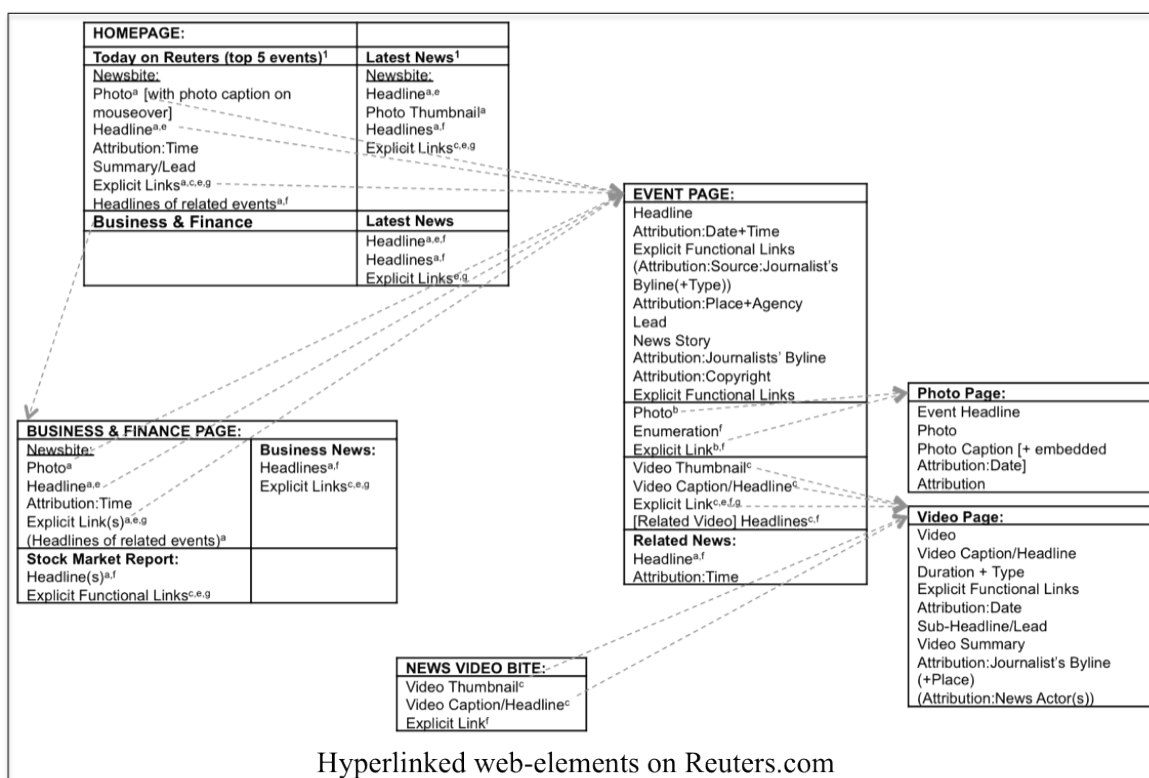 HOMEPAGE:
Today on Reuters (top 5 events)¹
Newsbite:
Photoᵃ [with photo caption on
mouseover]
Headlineᵃ,ᵉ
Attribution:Time
Summary/Lead
Explicit Linksᵃ,ᶜ,ᵉ,ᵍ
Headlines of related eventsᵃ,ᶠ
Latest News¹
Newsbite:
Headlineᵃ,ᵉ
Photo Thumbnailᵃ
Headlinesᵃ,ᶠ
Explicit Linksᶜ,ᵉ,ᵍ
Business & Finance
Latest News
Headlineᵃ,ᵉ,ᶠ
Headlinesᵃ,ᶠ
Explicit Linksᵉ,ᵍ
EVENT PAGE:
Headline
Attribution:Date+Time
Explicit Functional Links
(Attribution:Source:Journalist's
Byline(+Type))
Attribution:Place+Agency
Lead
News Story
Attribution:Journalists' Byline
Attribution:Copyright
Explicit Functional Links
Photoᵇ
Enumerationᶠ
Explicit Linkᵇ,ᶠ
Video Thumbnailᶜ
Video Caption/Headlineᶜ
Explicit Linkᶜ,ᵉ,ᶠ,ᵍ
[Related Video] Headlinesᶜ,ᶠ
Related News:
Headlineᵃ,ᶠ
Attribution:Time
Photo Page:
Event Headline
Photo
Photo Caption [+ embedded
Attribution:Date]
Attribution
BUSINESS & FINANCE PAGE:
Newsbite:
Photoᵃ
Headlineᵃ,ᵉ
Attribution:Time
Explicit Link(s)ᵃ,ᵉ,ᵍ
(Headlines of related events)ᵃ
Business News:
Headlinesᵃ,ᶠ
Explicit Linksᶜ,ᵉ,ᵍ
Stock Market Report:
Headline(s)ᵃ,ᶠ
Explicit Functional Linksᶜ,ᵉ,ᵍ
Video Page:
Video
Video Caption/Headline
Duration + Type
Explicit Functional Links
Attribution:Date
Sub-Headline/Lead
Video Summary
Attribution:Journalist's Byline
(+Place)
(Attribution:News Actor(s))
NEWS VIDEO BITE:
Video Thumbnailᶜ
Video Caption/Headlineᶜ
Explicit Linkᶠ
Hyperlinked web-elements on Reuters.com